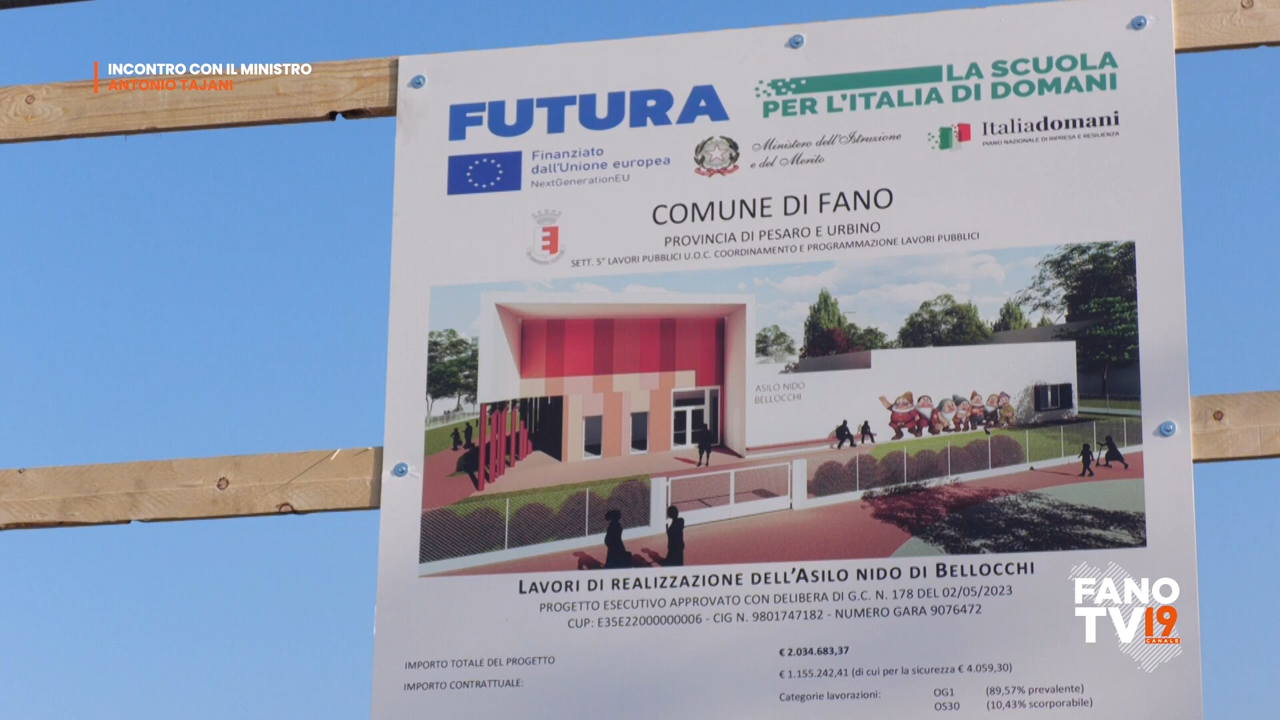 INCONTRO CON IL MINISTRO
ANTONIO TAJANI
FUTURA
LA SCUOLA
PER L'ITALIA DI DOMANI
Finanziato
dall'Unione europea
NextGenerationEU
Ministero dell'Istruzione
e del Merito
Italiadomani
PIANO NAZIONALE DI RIPRESA E RESILIENZA
COMUNE DI FANO
PROVINCIA DI PESARO E URBINO
SETT. 5° LAVORI PUBBLICI U.O.C. COORDINAMENTO E PROGRAMMAZIONE LAVORI PUBBLICI
ASILO NIDO
BELLOCCHI
LAVORI DI REALIZZAZIONE DELL'ASILO NIDO DI BELLOCCHI
PROGETTO ESECUTIVO APPROVATO CON DELIBERA DI G.C. N. 178 DEL 02/05/2023
CUP: E35E22000000006 - CIG N. 9801747182 - NUMERO GARA 9076472
IMPORTO TOTALE DEL PROGETTO € 2.034.683,37
IMPORTO CONTRATTUALE: € 1.155.242,41 (di cui per la sicurezza € 4.059,30)
Categorie lavorazioni: OG1 (89,57% prevalente)
OS30 (10,43% scorporabile)
FANO
TV 19
CANALE